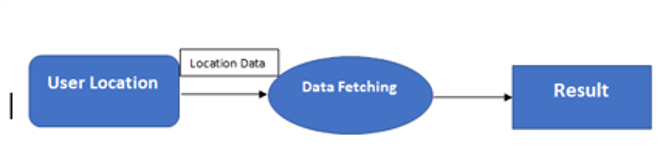 User Location
Location Data
Data Fetching
Result